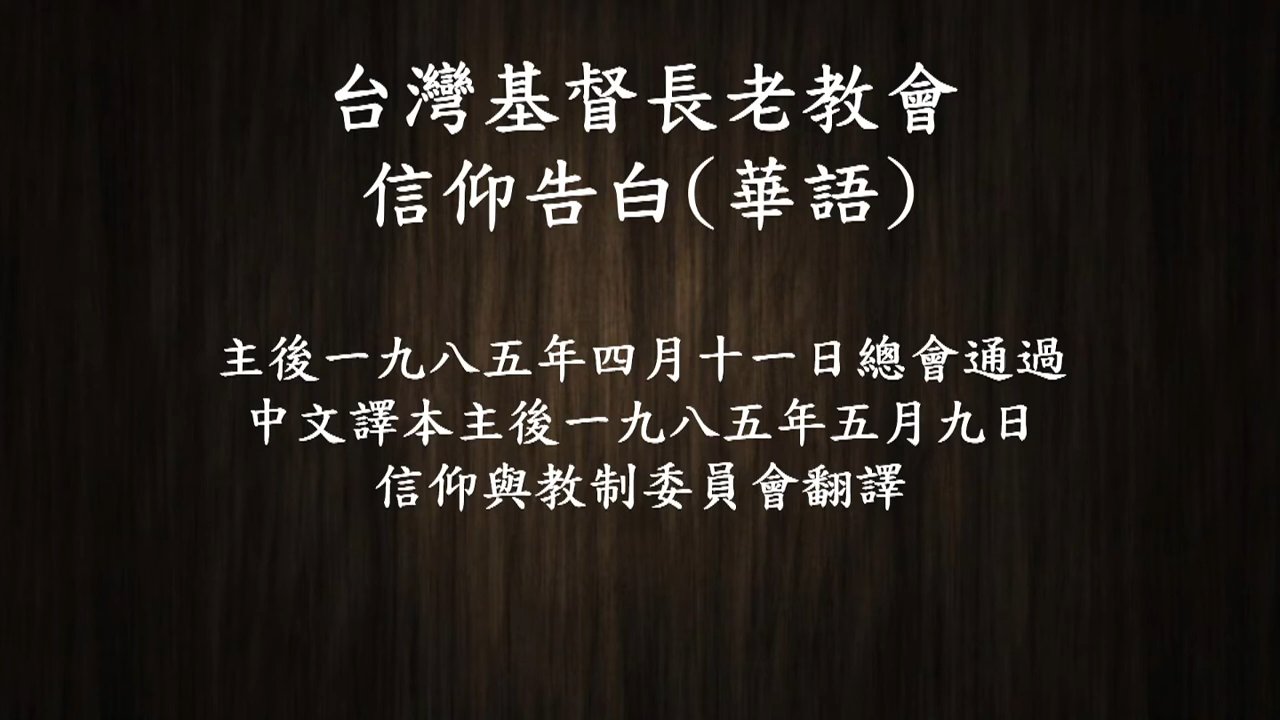 台灣基督長老教會
信仰告白(華語)
主後一九八五年四月十一日總會通過
中文譯本主後一九八五年五月九日
信仰與教制委員會翻譯